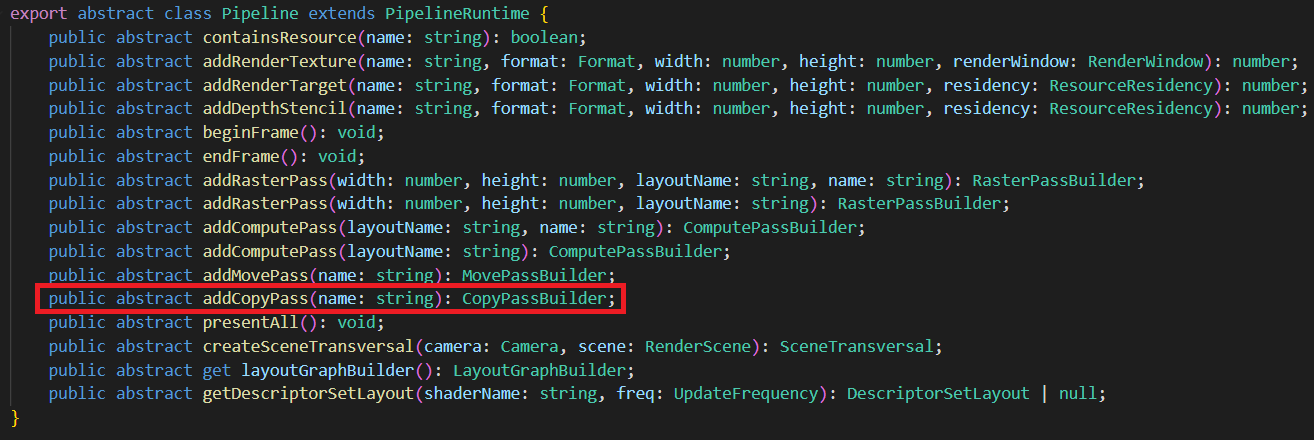 export abstract class Pipeline extends PipelineRuntime {
    public abstract containsResource(name: string): boolean;
    public abstract addRenderTexture(name: string, format: Format, width: number, height: number, renderWindow: RenderWindow): number;
    public abstract addRenderTarget(name: string, format: Format, width: number, height: number, residency: ResourceResidency): number;
    public abstract addDepthStencil(name: string, format: Format, width: number, height: number, residency: ResourceResidency): number;
    public abstract beginFrame(): void;
    public abstract endFrame(): void;
    public abstract addRasterPass(width: number, height: number, layoutName: string, name: string): RasterPassBuilder;
    public abstract addRasterPass(width: number, height: number, layoutName: string): RasterPassBuilder;
    public abstract addComputePass(layoutName: string, name: string): ComputePassBuilder;
    public abstract addComputePass(layoutName: string): ComputePassBuilder;
    public abstract addMovePass(name: string): MovePassBuilder;
    public abstract addCopyPass(name: string): CopyPassBuilder;
    public abstract presentAll(): void;
    public abstract createSceneTransversal(camera: Camera, scene: RenderScene): SceneTransversal;
    public abstract get layoutGraphBuilder(): LayoutGraphBuilder;
    public abstract getDescriptorSetLayout(shaderName: string, freq: UpdateFrequency): DescriptorSetLayout | null;
}